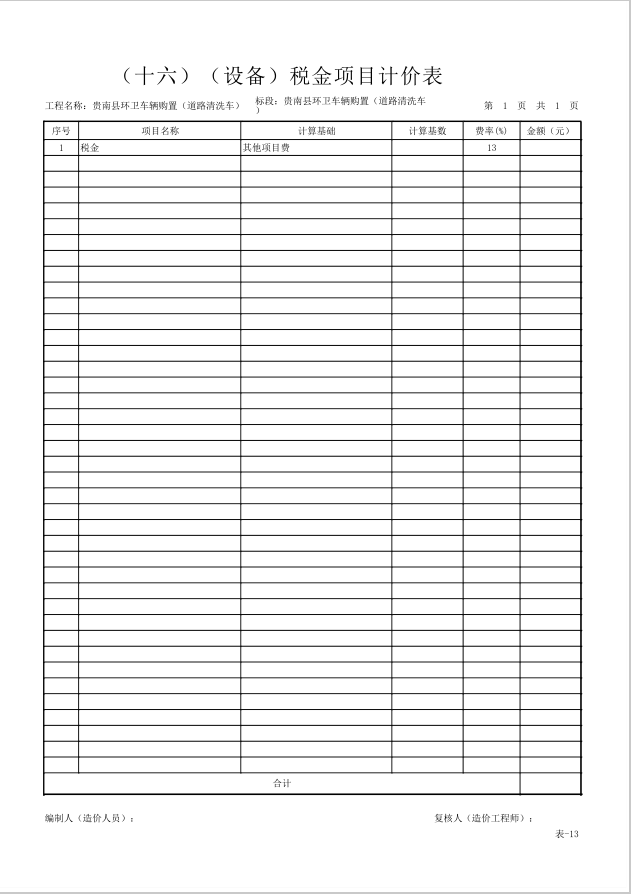 （十六）（设备）税金项目计价表
工程名称：贵南县环卫车辆购置（道路清洗车）
标段：贵南县环卫车辆购置（道路清洗车
）
第 1 页 共 1 页
序号 项目名称 计算基础 计算基数 费率(%) 金额（元）
1 税金 其他项目费 13
合计
编制人（造价人员）： 复核人（造价工程师）：
表-13